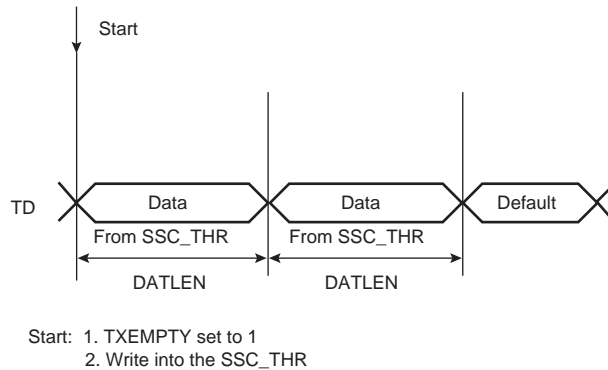 Start
TD
Data
Data
Default
From SSC_THR
From SSC_THR
DATLEN
DATLEN
Start: 1. TXEMPTY set to 1
2. Write into the SSC_THR